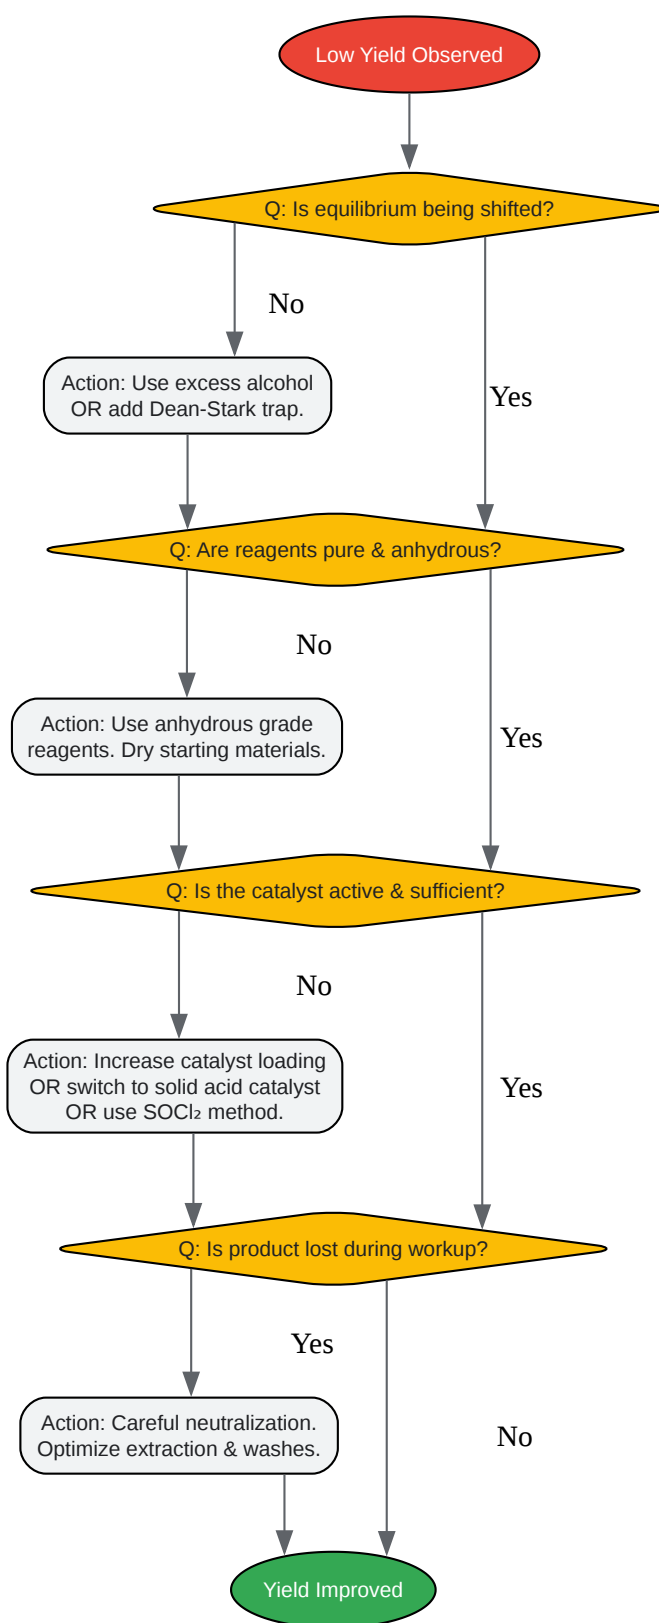 Low Yield Observed
Q: Is equilibrium being shifted?
No
Action: Use excess alcohol
OR add Dean-Stark trap.
Yes
Q: Are reagents pure & anhydrous?
No
Action: Use anhydrous grade
reagents. Dry starting materials.
Yes
Q: Is the catalyst active & sufficient?
No
Action: Increase catalyst loading
OR switch to solid acid catalyst
OR use SOCl₂ method.
Yes
Q: Is product lost during workup?
Yes
Action: Careful neutralization.
Optimize extraction & washes.
No
Yield Improved